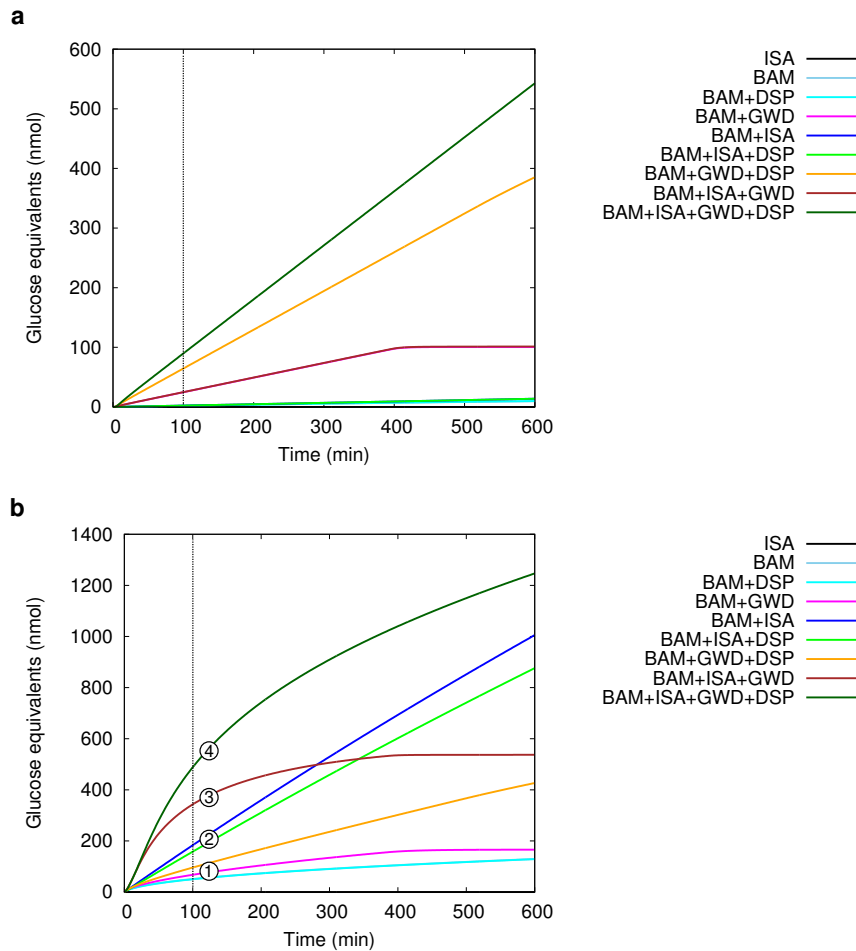 a
600
500
400
300
200
100
0
0 100 200 300 400 500 600
Glucose equivalents (nmol)
Time (min)
ISA
BAM
BAM+DSP
BAM+GWD
BAM+ISA
BAM+ISA+DSP
BAM+GWD+DSP
BAM+ISA+GWD
BAM+ISA+GWD+DSP
b
1400
1200
1000
800
600
400
200
0
0 100 200 300 400 500 600
Glucose equivalents (nmol)
Time (min)
4
3
2
1
ISA
BAM
BAM+DSP
BAM+GWD
BAM+ISA
BAM+ISA+DSP
BAM+GWD+DSP
BAM+ISA+GWD
BAM+ISA+GWD+DSP